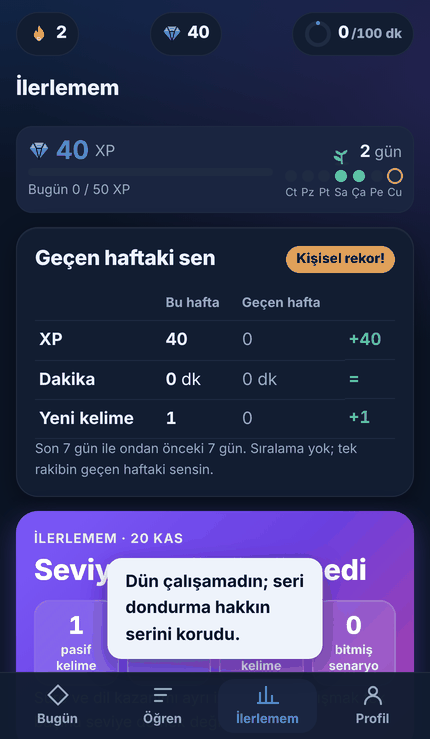 2
40
0/100 dk
İlerlemem
40 XP
2 gün
Bugün 0 / 50 XP
Ct Pz Pt Sa Ça Pe Cu
Geçen haftaki sen
Kişisel rekor!
Bu hafta Geçen hafta
XP 40 0 +40
Dakika 0 dk 0 dk =
Yeni kelime 1 0 +1
Son 7 gün ile ondan önceki 7 gün. Sıralama yok; tek
rakibin geçen haftaki sensin.
İLERLEMEM · 20 KAS
Dün çalışamadın; seri
dondurma hakkın
serini korudu.
1
pasif
kelime
kelime
0
bitmiş
senaryo
Bugün
Öğren
İlerlemem
Profil